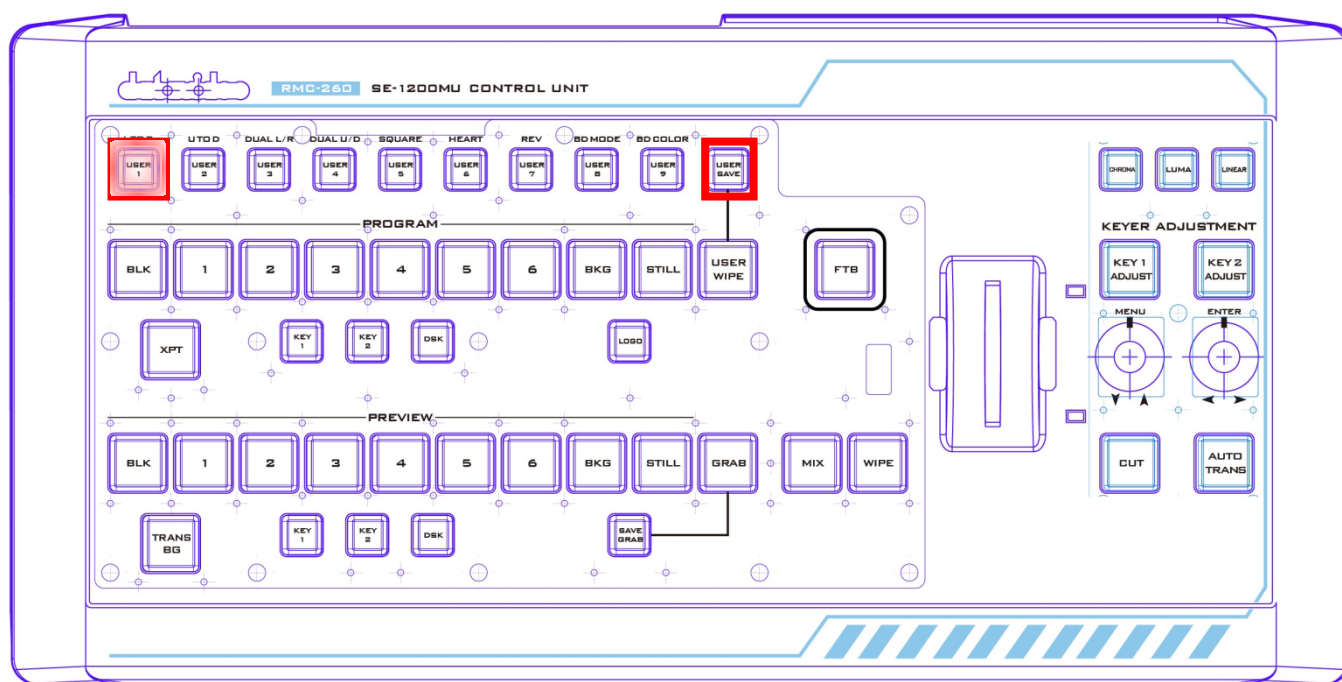 RMC-260 SE-1200MU CONTROL UNIT
U TO D DUAL L/R DUAL U/D SQUARE HEART REV BD MODE BD COLOR
USER 1 USER 2 USER 3 USER 4 USER 5 USER 6 USER 7 USER 8 USER 9 USER SAVE
CHROMA LUMA LINEAR
PROGRAM
KEYER ADJUSTMENT
BLK 1 2 3 4 5 6 BKG STILL USER WIPE FTB
KEY 1 ADJUST KEY 2 ADJUST
MENU ENTER
XPT KEY 1 KEY 2 DSK LOGO
PREVIEW
BLK 1 2 3 4 5 6 BKG STILL GRAB MIX WIPE
CUT AUTO TRANS
TRANS BG KEY 1 KEY 2 DSK SAVE GRAB